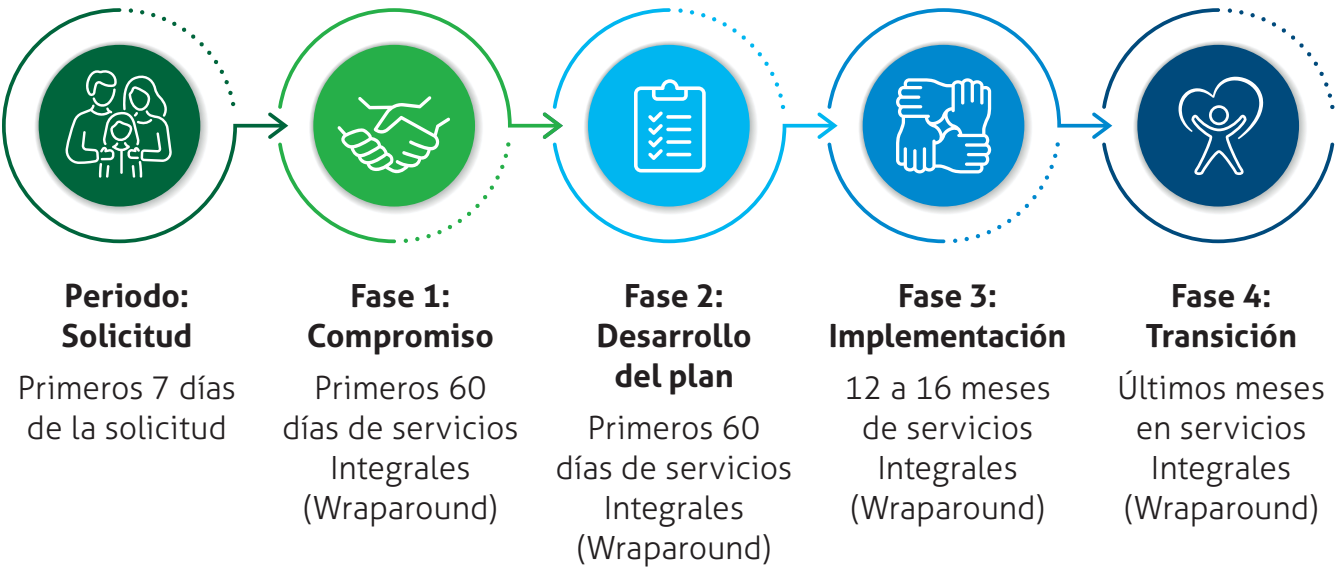 Periodo:
Solicitud
Primeros 7 días
de la solicitud
Fase 1:
Compromiso
Primeros 60
días de servicios
Integrales
(Wraparound)
Fase 2:
Desarrollo
del plan
Primeros 60
días de servicios
Integrales
(Wraparound)
Fase 3:
Implementación
12 a 16 meses
de servicios
Integrales
(Wraparound)
Fase 4:
Transición
Últimos meses
en servicios
Integrales
(Wraparound)